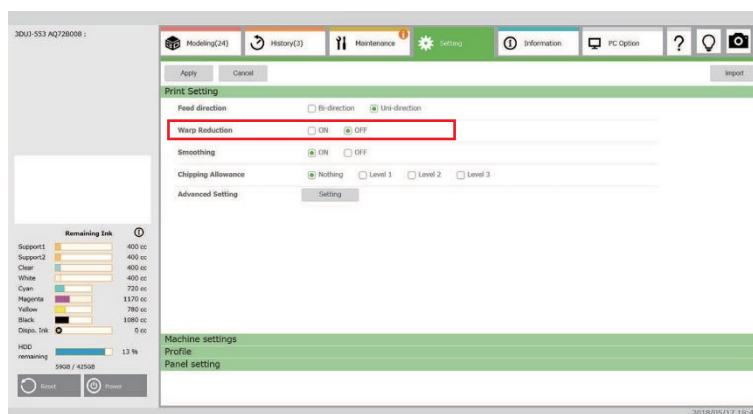 3DUJ-553 AQ728008 :
Modeling(24)
History(3)
Maintenance
Setting
Information
PC Option
Apply
Cancel
Import
Print Setting
Feed direction
Bi-direction
Uni-direction
Warp Reduction
ON
OFF
Smoothing
ON
OFF
Chipping Allowance
Nothing
Level 1
Level 2
Level 3
Advanced Setting
Setting
Remaining Ink
Support1
400 cc
Support2
400 cc
Clear
400 cc
White
400 cc
Cyan
720 cc
Magenta
1170 cc
Yellow
780 cc
Black
1080 cc
Dispo. Ink
0 cc
HDD
remaining
13 %
59GB / 425GB
Reset
Power
Machine settings
Profile
Panel setting